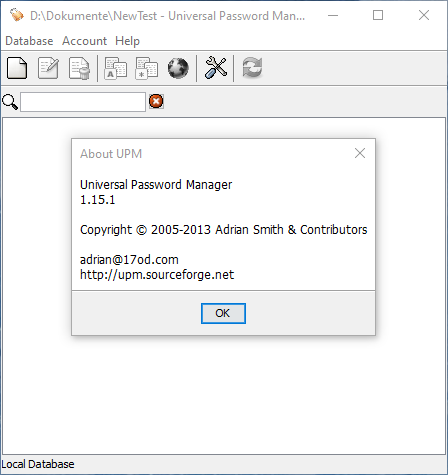 D:\Dokumente\NewTest - Universal Password Man...
Database Account Help
About UPM
Universal Password Manager
1.15.1
Copyright © 2005-2013 Adrian Smith & Contributors
adrian@17od.com
http://upm.sourceforge.net
OK
Local Database